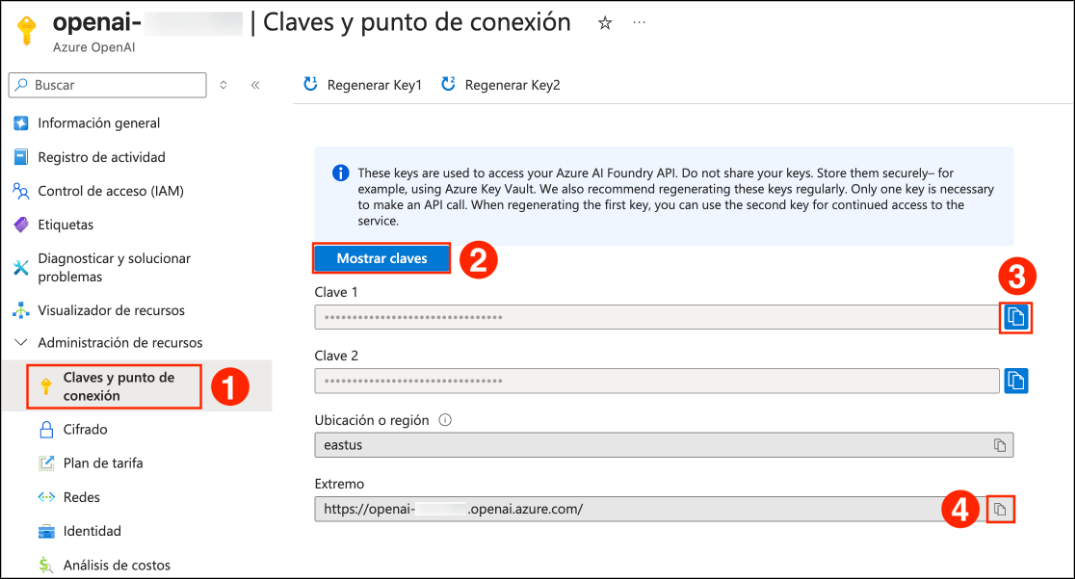 openai- | Claves y punto de conexión
Azure OpenAI
Buscar
Regenerar Key1
Regenerar Key2
Información general
Registro de actividad
Control de acceso (IAM)
Etiquetas
Diagnosticar y solucionar
problemas
Visualizador de recursos
Administración de recursos
Claves y punto de
conexión
1
Cifrado
Plan de tarifa
Redes
Identidad
Análisis de costos
These keys are used to access your Azure AI Foundry API. Do not share your keys. Store them securely– for
example, using Azure Key Vault. We also recommend regenerating these keys regularly. Only one key is necessary
to make an API call. When regenerating the first key, you can use the second key for continued access to the
service.
Mostrar claves
2
3
Clave 1
••••••••••••••••••••••••••••••••
Clave 2
••••••••••••••••••••••••••••••••
Ubicación o región
eastus
Extremo
https://openai- .openai.azure.com/
4